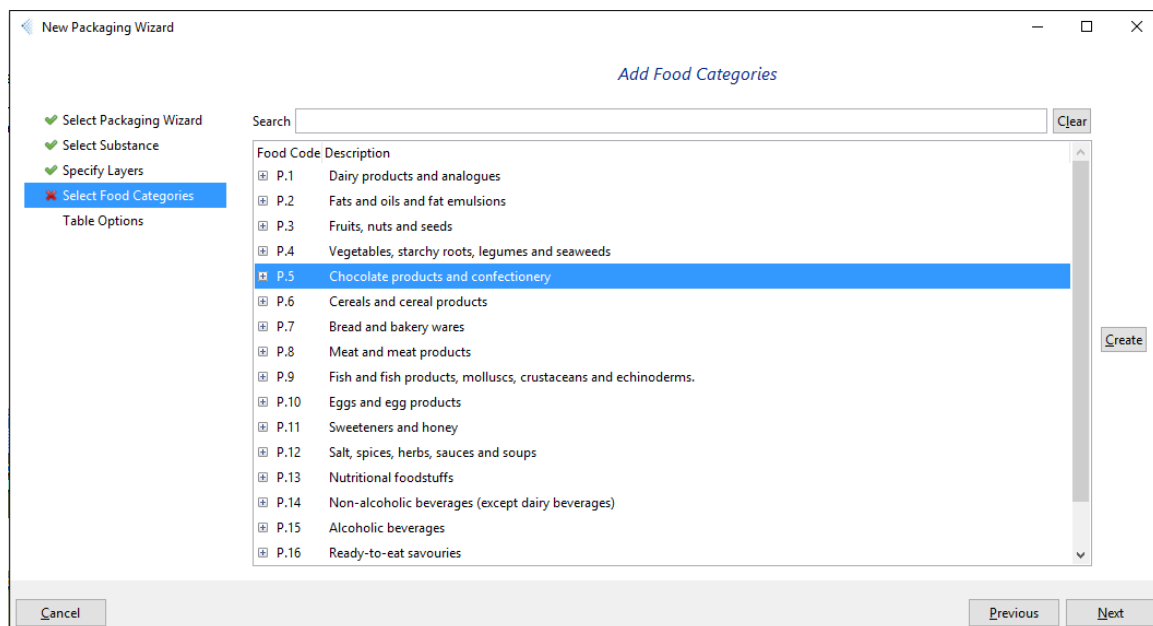 New Packaging Wizard
Add Food Categories
Select Packaging Wizard
Select Substance
Specify Layers
Select Food Categories
Table Options
Search
Clear
Food Code Description
P.1 Dairy products and analogues
P.2 Fats and oils and fat emulsions
P.3 Fruits, nuts and seeds
P.4 Vegetables, starchy roots, legumes and seaweeds
P.5 Chocolate products and confectionery
P.6 Cereals and cereal products
P.7 Bread and bakery wares
P.8 Meat and meat products
P.9 Fish and fish products, molluscs, crustaceans and echinoderms.
P.10 Eggs and egg products
P.11 Sweeteners and honey
P.12 Salt, spices, herbs, sauces and soups
P.13 Nutritional foodstuffs
P.14 Non-alcoholic beverages (except dairy beverages)
P.15 Alcoholic beverages
P.16 Ready-to-eat savouries
Create
Cancel
Previous
Next